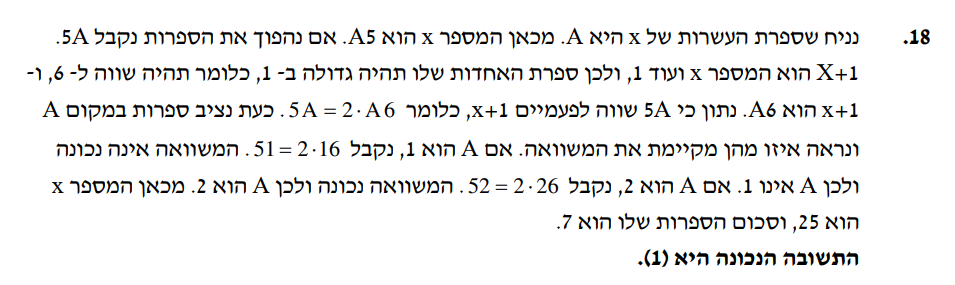 18. נניח שספרת העשרות של x היא A. מכאן המספר x הוא A5. אם נהפוך את הספרות נקבל 5A.
X+1 הוא המספר x ועוד 1, ולכן ספרת האחדות שלו תהיה גדולה ב- 1, כלומר תהיה שווה ל- 6, ו-
x+1 הוא A6. נתון כי 5A שווה לפעמיים x+1, כלומר 5A = 2·A6. כעת נציב ספרות במקום A
ונראה איזו מהן מקיימת את המשוואה. אם A הוא 1, נקבל 51 = 2·16. המשוואה אינה נכונה
ולכן A אינו 1. אם A הוא 2, נקבל 52 = 2·26. המשוואה נכונה ולכן A הוא 2. מכאן המספר x
הוא 25, וסכום הספרות שלו הוא 7.
התשובה הנכונה היא (1).